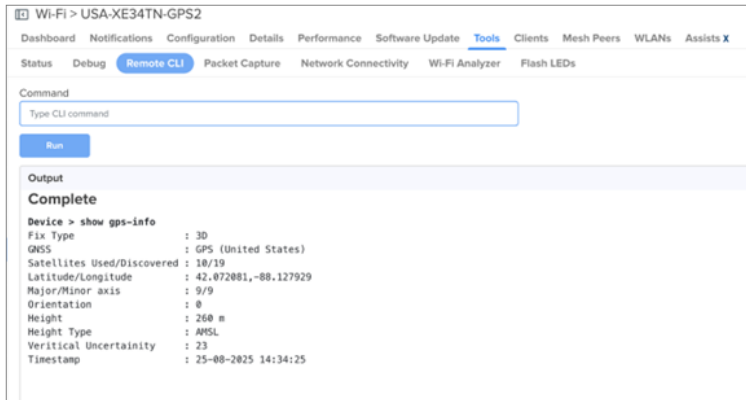 Wi-Fi > USA-XE34TN-GPS2
Dashboard Notifications Configuration Details Performance Software Update Tools Clients Mesh Peers WLANs Assists X
Status Debug Remote CLI Packet Capture Network Connectivity Wi-Fi Analyzer Flash LEDs
Command
Type CLI command
Run
Output
Complete
Device > show gps-info
Fix Type : 3D
GNSS : GPS (United States)
Satellites Used/Discovered : 10/19
Latitude/Longitude : 42.072081,-88.127929
Major/Minor axis : 9/9
Orientation : 0
Height : 260 m
Height Type : AMSL
Veritical Uncertainity : 23
Timestamp : 25-08-2025 14:34:25